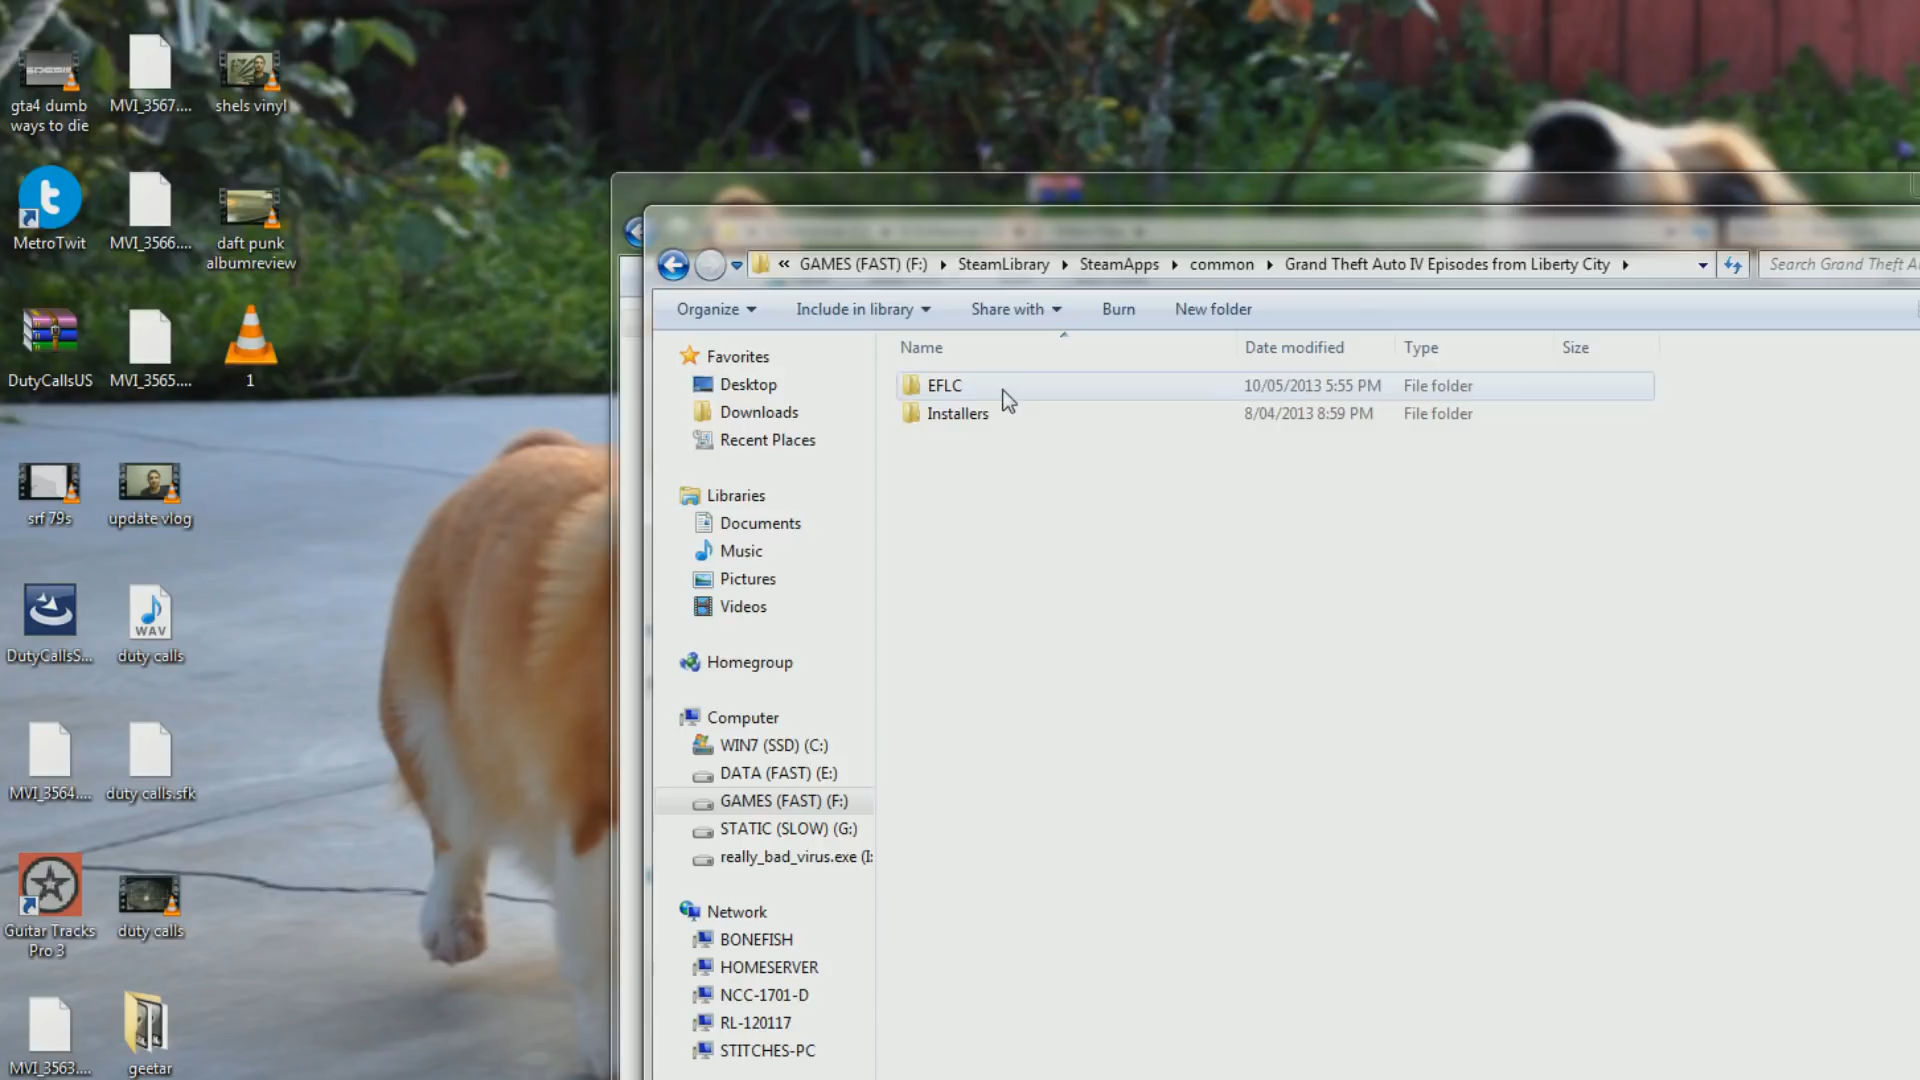 gta4 dumb
ways to die
MVI_3567....
shels vinyl
MetroTwit
MVI_3566....
daft punk
albumreview
DutyCallsUS
MVI_3565....
1
srf 79s
update vlog
DutyCallsS...
WAV
duty calls
MVI_3564....
duty calls.sfk
Guitar Tracks
Pro 3
duty calls
MVI_3563....
geetar
« GAMES (FAST) (F:) SteamLibrary SteamApps common Grand Theft Auto IV Episodes from Liberty City
Search Grand Theft
Organize Include in library Share with Burn New folder
Name Date modified Type Size
EFLC 10/05/2013 5:55 PM File folder
Installers 8/04/2013 8:59 PM File folder
Favorites
Desktop
Downloads
Recent Places
Libraries
Documents
Music
Pictures
Videos
Homegroup
Computer
WIN7 (SSD) (C:)
DATA (FAST) (E:)
GAMES (FAST) (F:)
STATIC (SLOW) (G:)
really_bad_virus.exe (I:
Network
BONEFISH
HOMESERVER
NCC-1701-D
RL-120117
STITCHES-PC